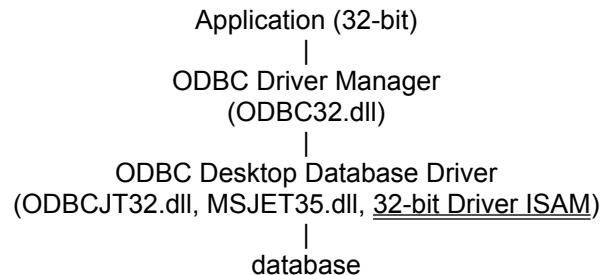 Application (32-bit)
|
ODBC Driver Manager
(ODBC32.dll)
|
ODBC Desktop Database Driver
(ODBCJT32.dll, MSJET35.dll, 32-bit Driver ISAM)
|
database